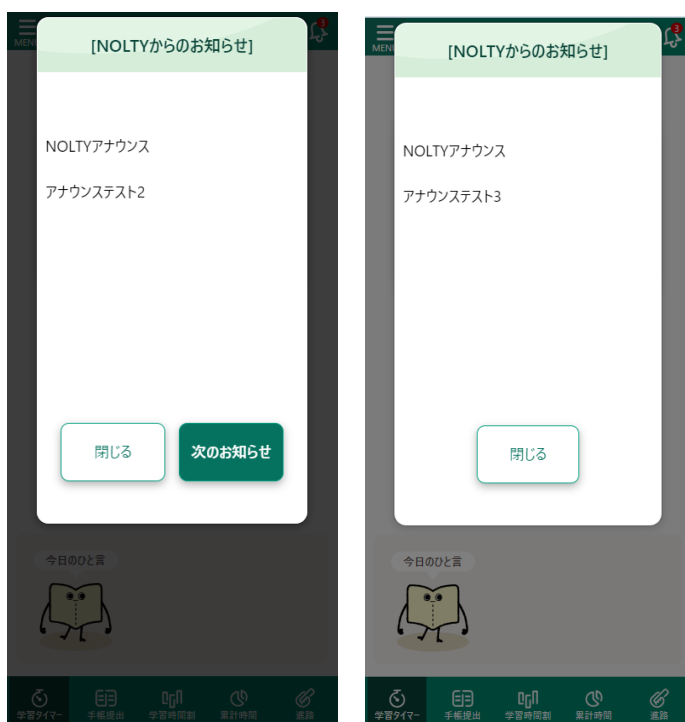 MENU
3
[NOLTYからのお知らせ]
NOLTYアナウンス
アナウンステスト2
閉じる
次のお知らせ
今日のひと言
学習タイマー
手帳提出
学習時間割
累計時間
進路
MENU
3
[NOLTYからのお知らせ]
NOLTYアナウンス
アナウンステスト3
閉じる
今日のひと言
学習タイマー
手帳提出
学習時間割
累計時間
進路